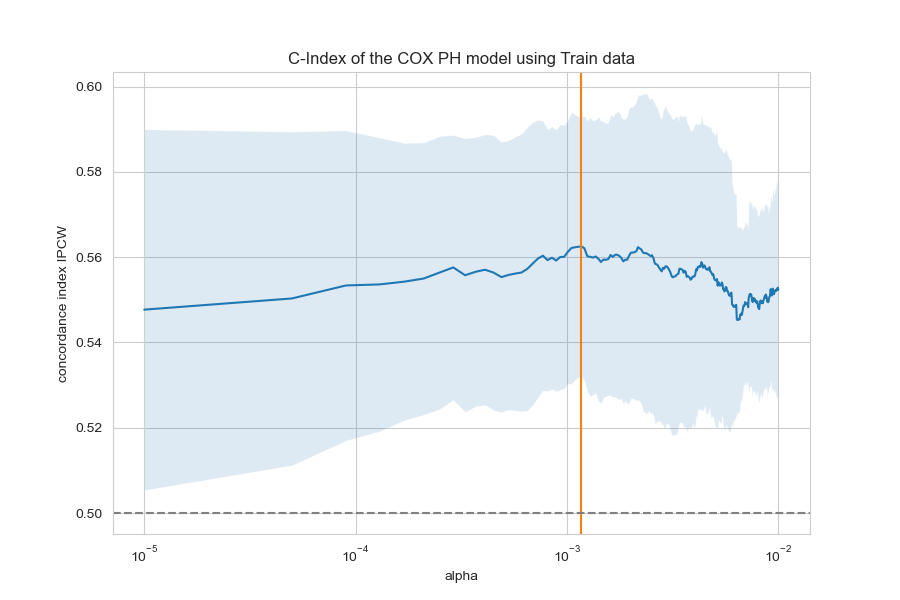 C-Index of the COX PH model using Train data
concordance index IPCW
0.60
0.58
0.56
0.54
0.52
0.50
10⁻⁵ 10⁻⁴ 10⁻³ 10⁻²
alpha